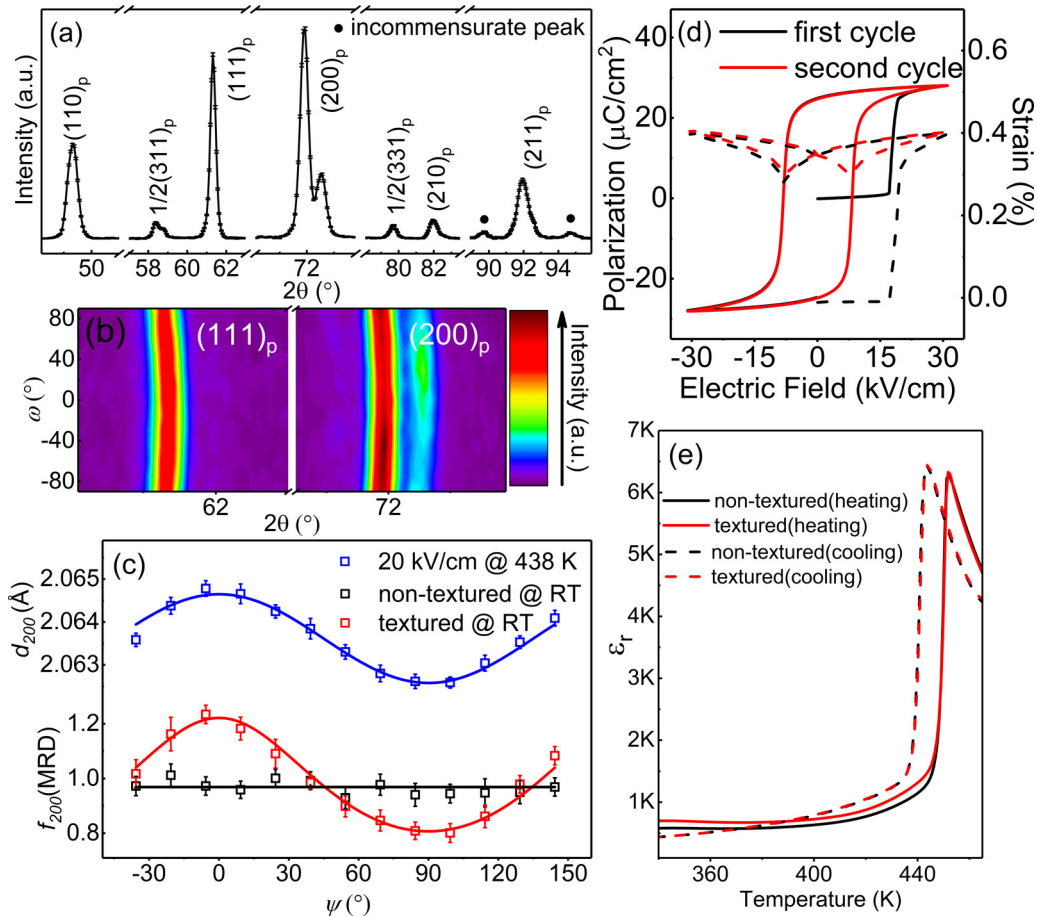 (a)
● incommensurate peak
Intensity (a.u.)
(110)p
1/2(311)p
(111)p
(200)p
1/2(331)p
(210)p
(211)p
50 58 60 62 72 80 82 90 92 94
2θ (°)
(b)
(111)p
(200)p
Intensity (a.u.)
ω (°)
80
40
0
-40
-80
62 72
2θ (°)
(c)
20 kV/cm @ 438 K
non-textured @ RT
textured @ RT
d200 (Å)
2.065
2.064
2.063
f200(MRD)
1.2
1.0
0.8
-30 0 30 60 90 120 150
ψ (°)
(d)
first cycle
second cycle
Polarization (μC/cm²)
40
20
0
-20
Strain (%)
0.6
0.4
0.2
0.0
-30 -15 0 15 30
Electric Field (kV/cm)
(e)
non-textured(heating)
textured(heating)
non-textured(cooling)
textured(cooling)
εr
7K
6K
5K
4K
3K
2K
1K
360 400 440
Temperature (K)